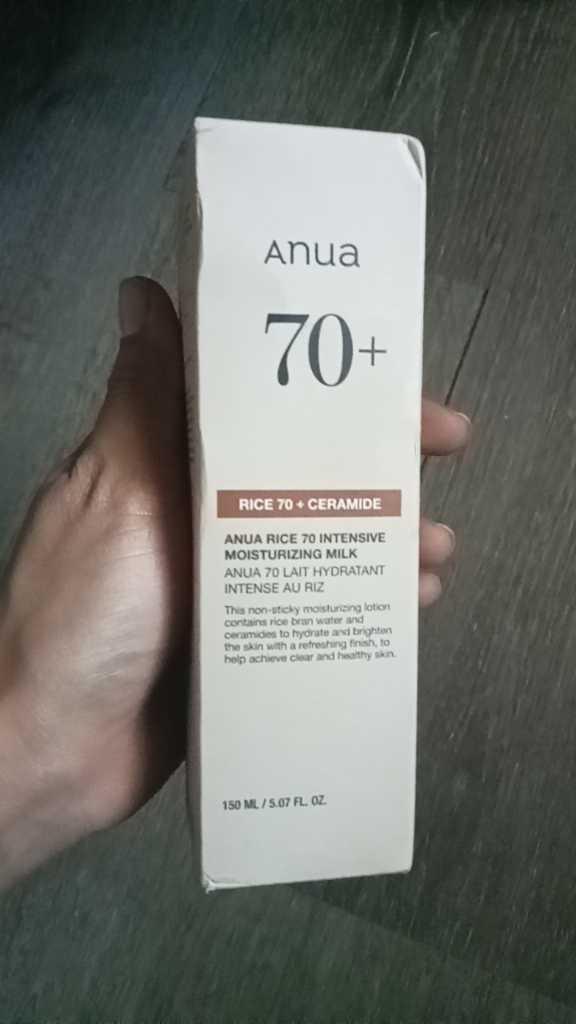 Anua
70+
RICE 70 + CERAMIDE
ANUA RICE 70 INTENSIVE
MOISTURIZING MILK
ANUA 70 LAIT HYDRATANT
INTENSE AU RIZ
This non-sticky moisturizing lotion
contains rice bran water and
ceramides to hydrate and brighten
the skin with a refreshing finish, to
help achieve clear and healthy skin.
150 ML / 5.07 FL. OZ.